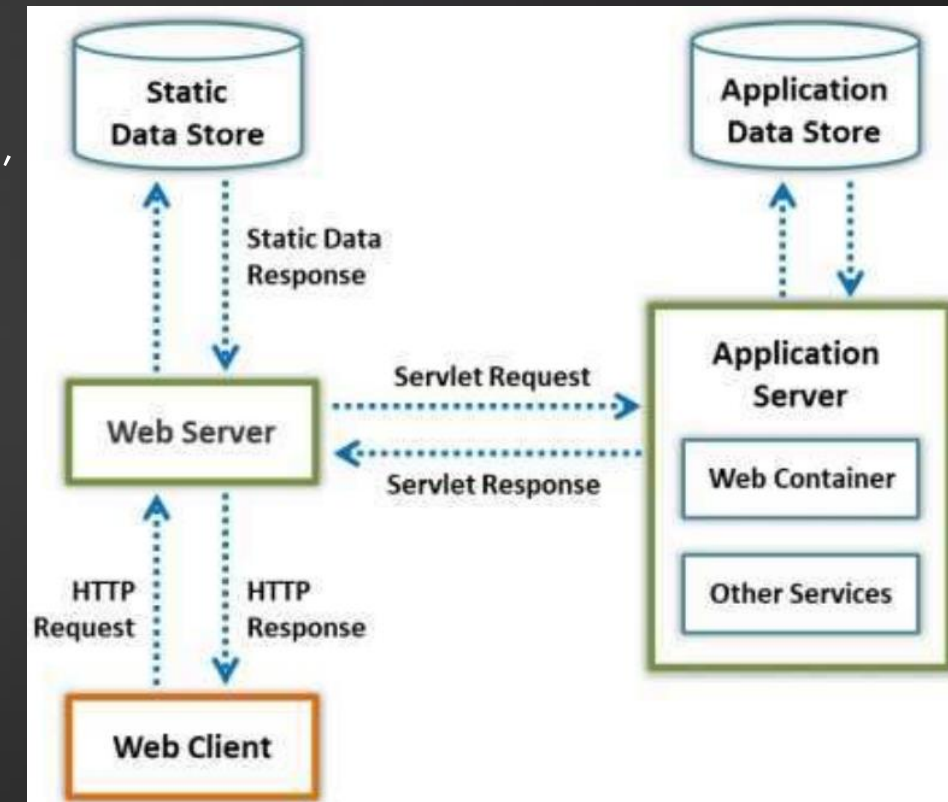 Static
Data Store
Application
Data Store
,
Static Data
Response
Application
Server
Servlet Request
Web Server
Servlet Response
Web Container
Other Services
HTTP
Request
HTTP
Response
Web Client